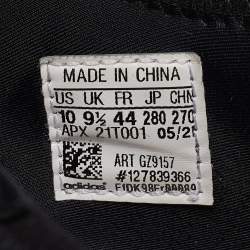 MADE IN CHINA
US UK FR JP CHN
10 9½ 44 280 270
APX 21T001 05/2
ART GZ9157
#127839366
adidas